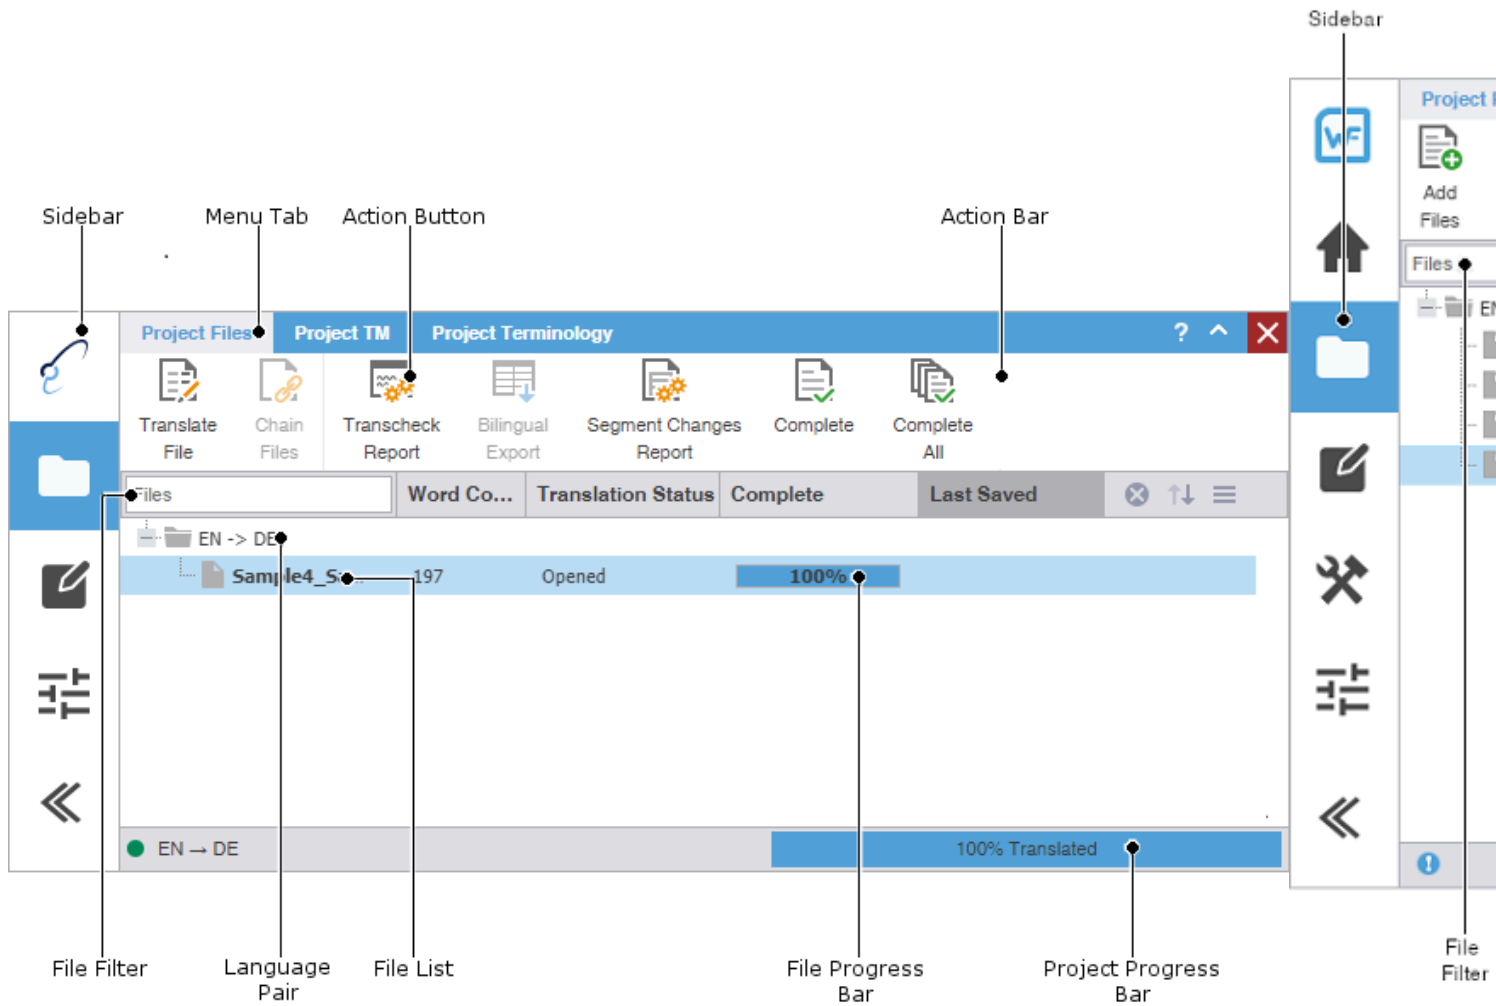 Sidebar
Project
WF
Add
Files
Files
Sidebar
Menu Tab
Action Button
Action Bar
Project Files
Project TM
Project Terminology
?
Translate
File
Chain
Files
Transcheck
Report
Bilingual
Export
Segment Changes
Report
Complete
Complete
All
Files
Word Co...
Translation Status
Complete
Last Saved
EN -> DE
Sample4_S
197
Opened
100%
EN → DE
100% Translated
File Filter
Language
Pair
File List
File Progress
Bar
Project Progress
Bar
File
Filter